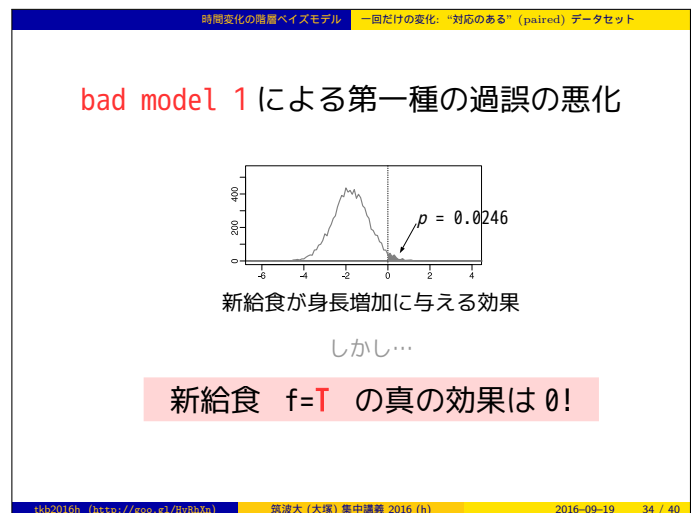 時間変化の階層ベイズモデル 一回だけの変化: “対応のある” (paired) データセット
bad model 1 による第一種の過誤の悪化
0 200 400
p = 0.0246
-6 -4 -2 0 2 4
新給食が身長増加に与える効果
しかし…
新給食 f=T の真の効果は 0!
tkb2016h (http://goo.gl/HvRhXn) 筑波大 (大塚) 集中講義 2016 (h) 2016–09–19 34 / 40